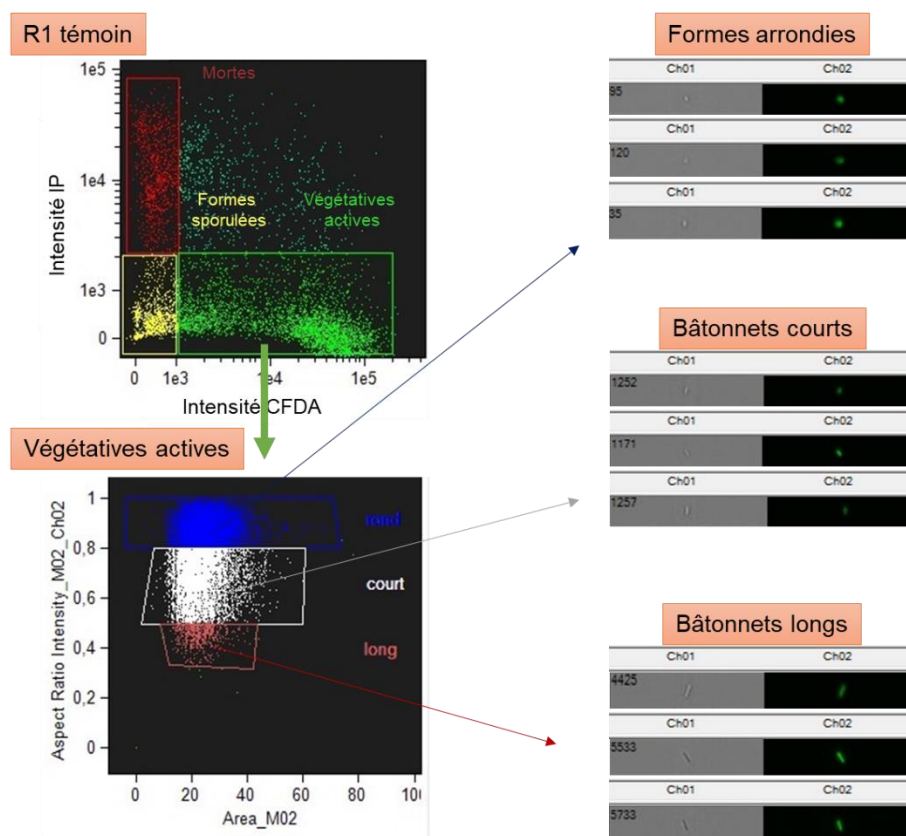 R1 témoin
Mortes
Formes
sporulées
Végétatives
actives
Intensité IP
1e5
1e4
1e3
0
0
1e3
1e4
1e5
Intensité CFDA
Végétatives actives
Aspect Ratio Intensity_M02_Ch02
1
0,8
0,6
0,4
0,2
0
rond
court
long
0
20
40
60
80
100
Area_M02
Formes arrondies
Ch01 Ch02
95
Ch01 Ch02
120
Ch01 Ch02
35
Bâtonnets courts
Ch01 Ch02
1252
Ch01 Ch02
1171
Ch01 Ch02
1257
Bâtonnets longs
Ch01 Ch02
4425
Ch01 Ch02
5533
Ch01 Ch02
5733